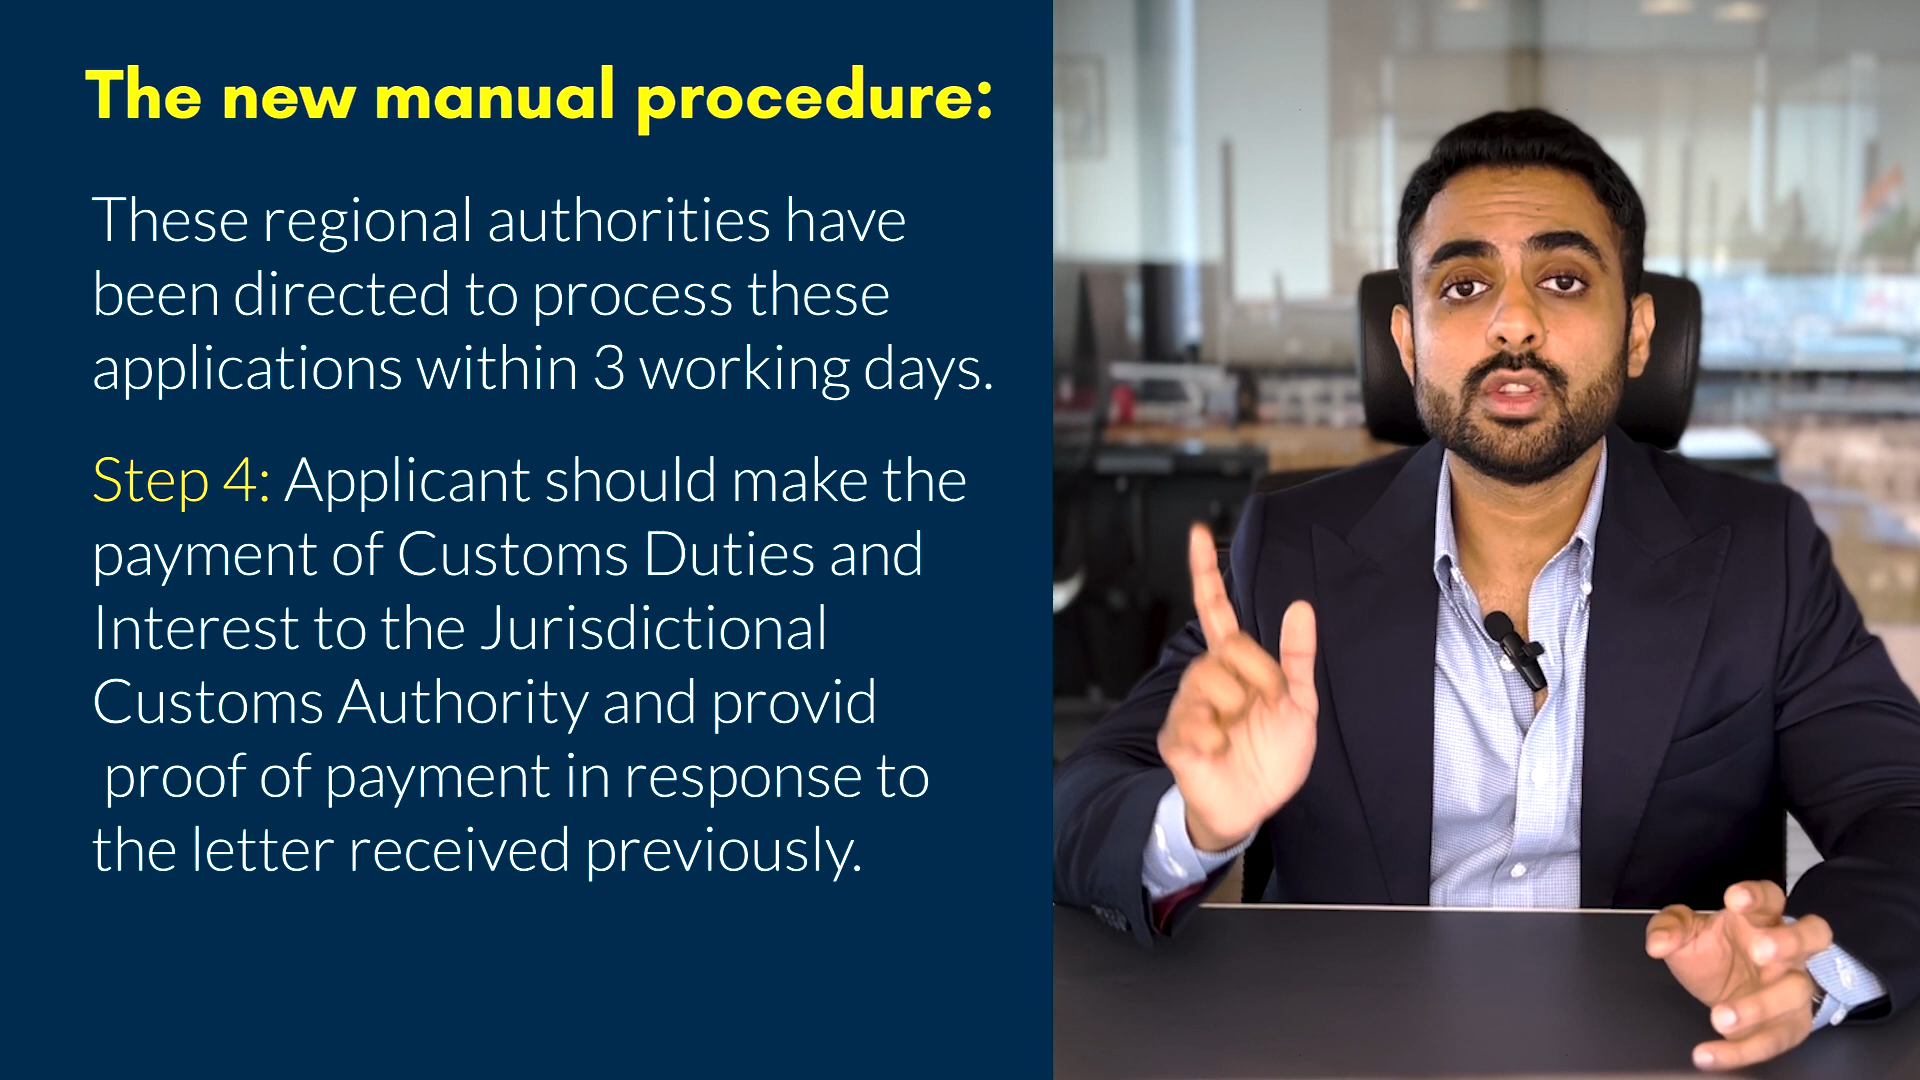 The new manual procedure:
These regional authorities have
been directed to process these
applications within 3 working days.
Step 4: Applicant should make the
payment of Customs Duties and
Interest to the Jurisdictional
Customs Authority and provid
proof of payment in response to
the letter received previously.